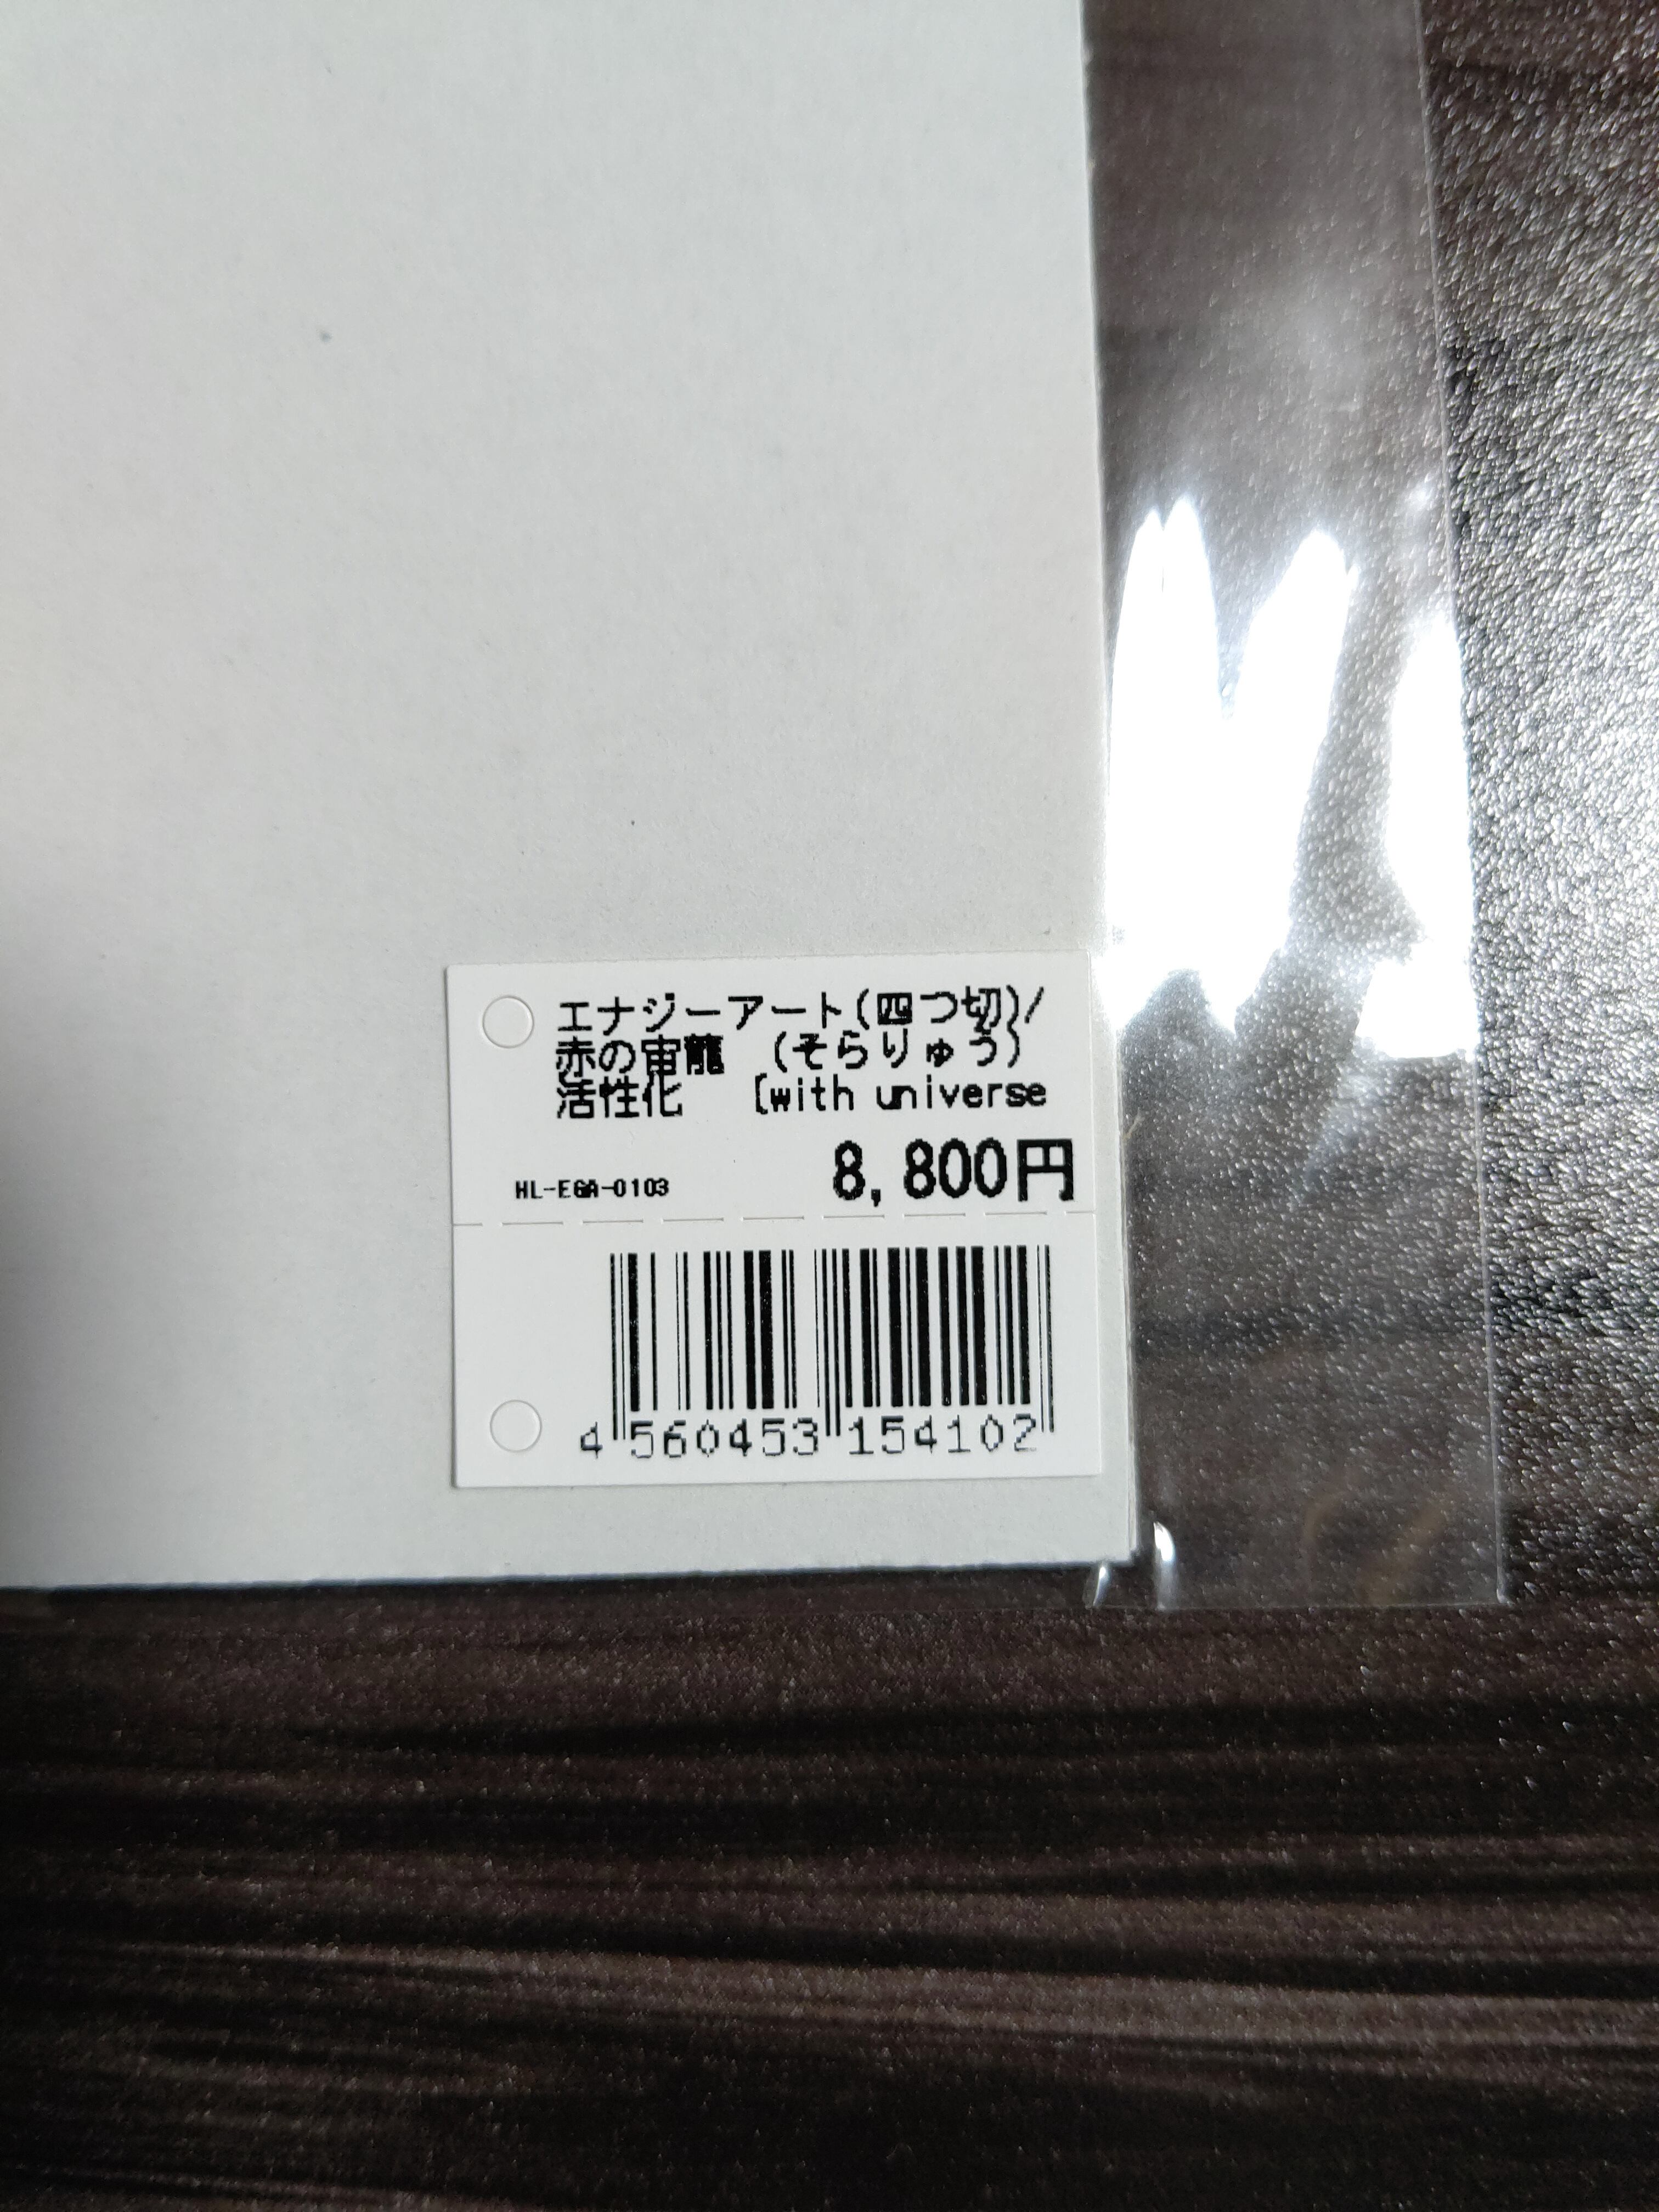 エナジーアート(四つ切)/
赤の宙龍 (そらりゅう)
活性化 [with universe
8,800円
HL-EGA-0103
4 560453 154102